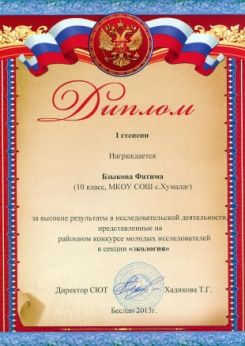 Диплом
I степени
Награждается
Бзыкова Фатима
(10 класс, МКОУ СОШ с.Хумалаг)
за высокие результаты в исследовательской деятельности,
представленные на
районном конкурсе молодых исследователей
в секции «экология»
Директор СЮТ Хадикова Т.Г.
Беслан 2013г.